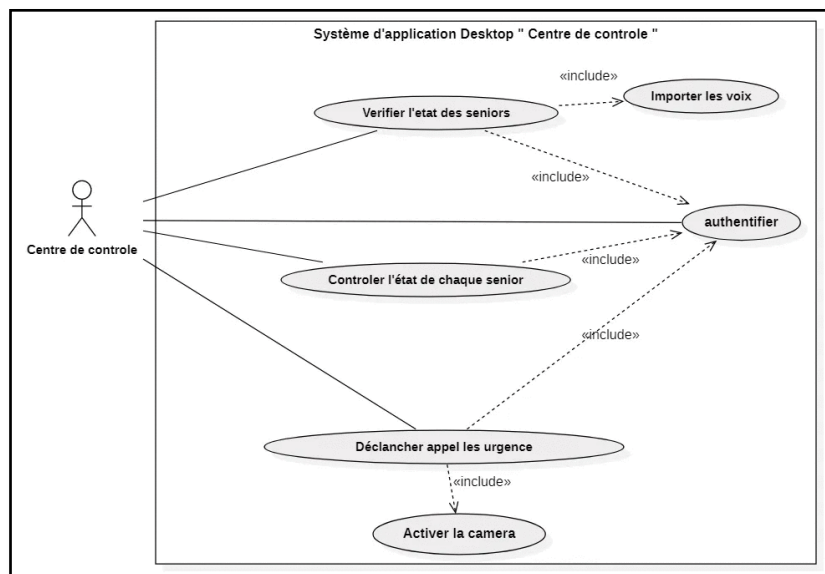 Système d'application Desktop " Centre de controle "
«include»
Importer les voix
Verifier l'etat des seniors
«include»
authentifier
Centre de controle
«include»
Controler l'état de chaque senior
«include»
Déclancher appel les urgence
«include»
Activer la camera